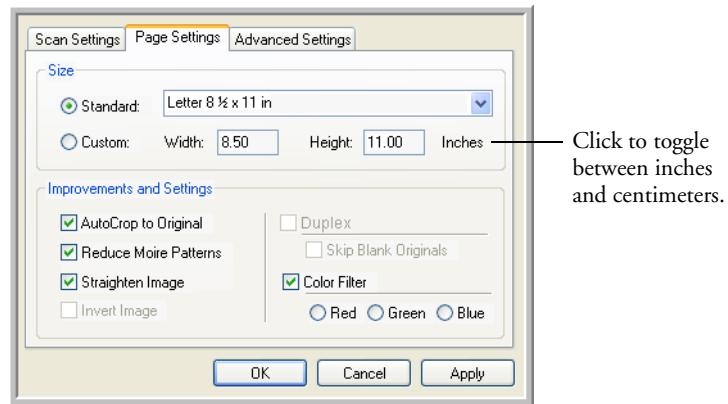 Scan Settings Page Settings Advanced Settings
Size
Standard: Letter 8 ½ x 11 in
Custom: Width: 8.50 Height: 11.00 Inches
Click to toggle
between inches
and centimeters.
Improvements and Settings
AutoCrop to Original
Reduce Moire Patterns
Straighten Image
Invert Image
Duplex
Skip Blank Originals
Color Filter
Red Green Blue
OK Cancel Apply